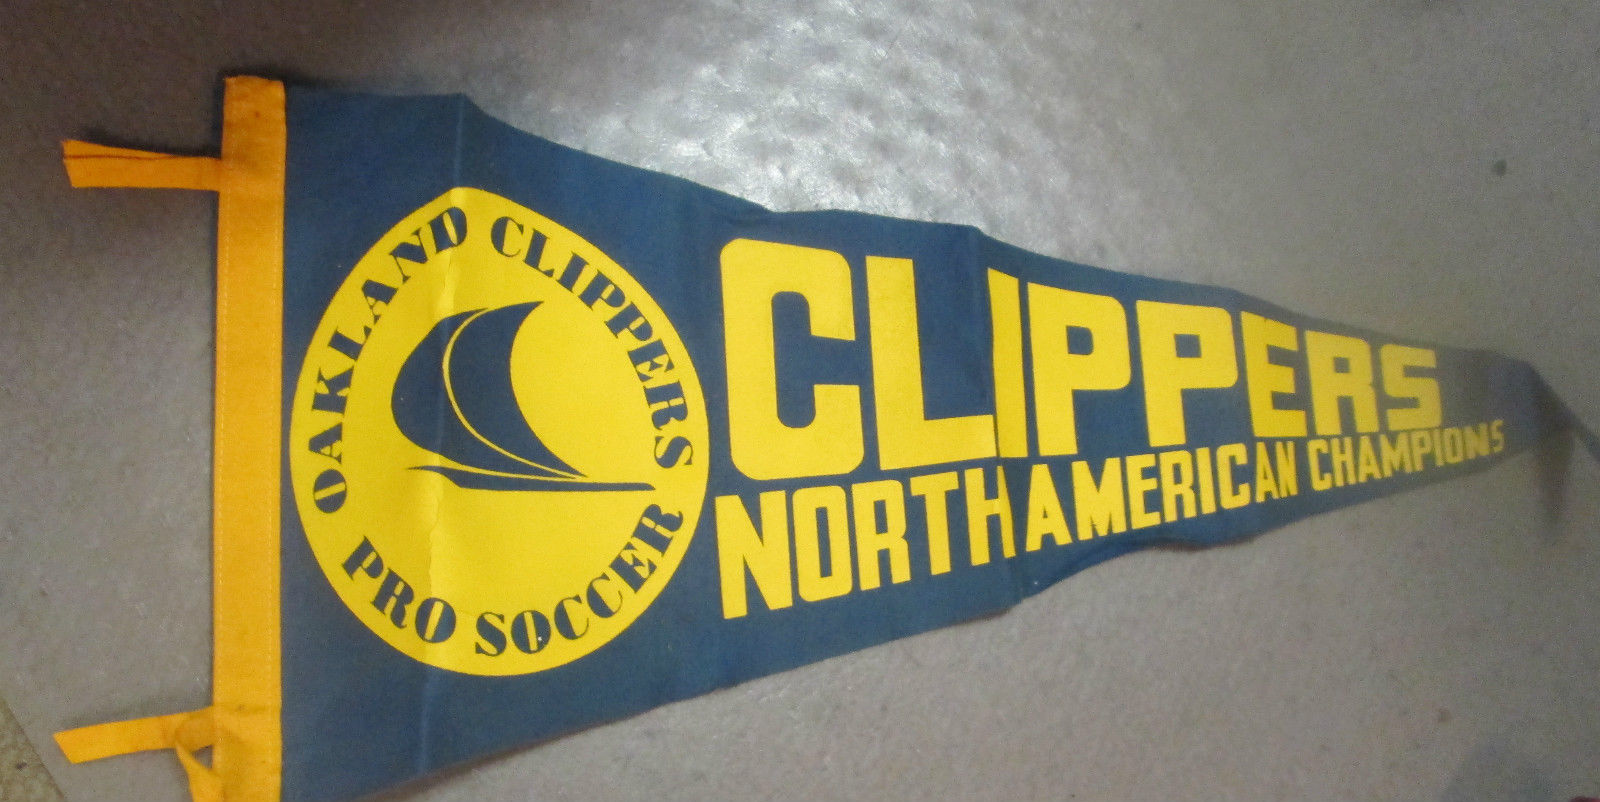 OAKLAND CLIPPERS
PRO SOCCER
CLIPPERS
NORTH AMERICAN CHAMPIONS